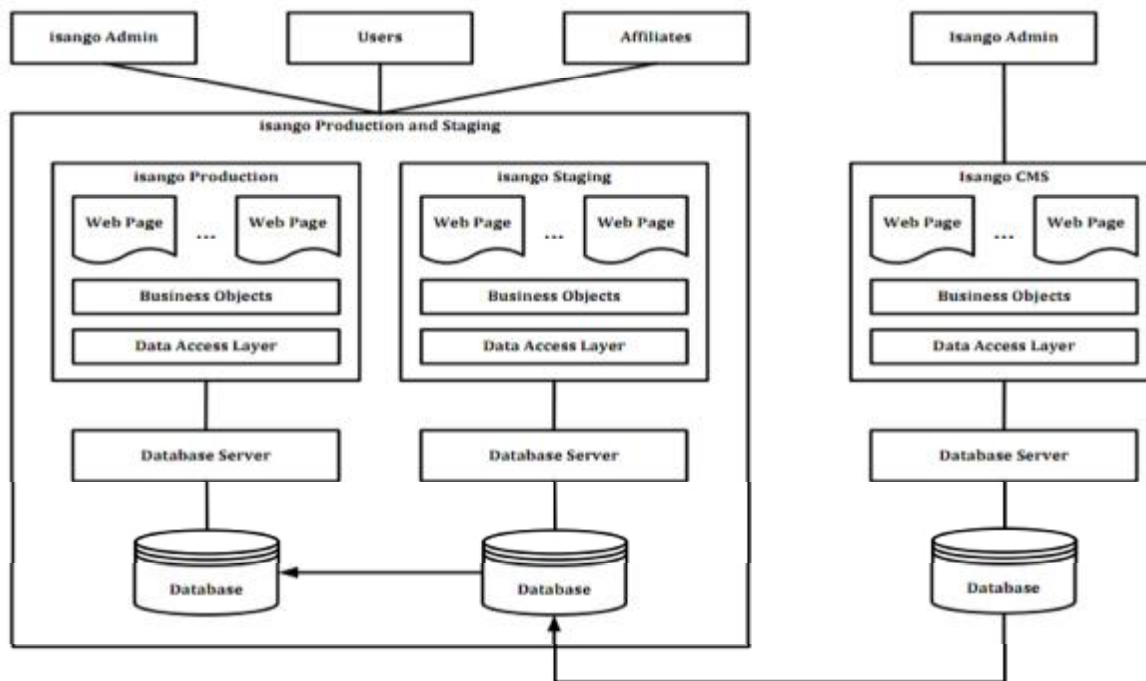 isango Admin
Users
Affiliates
Isango Admin
isango Production and Staging
isango Production
isango Staging
Isango CMS
Web Page
...
Web Page
Web Page
...
Web Page
Web Page
...
Web Page
Business Objects
Business Objects
Business Objects
Data Access Layer
Data Access Layer
Data Access Layer
Database Server
Database Server
Database Server
Database
Database
Database